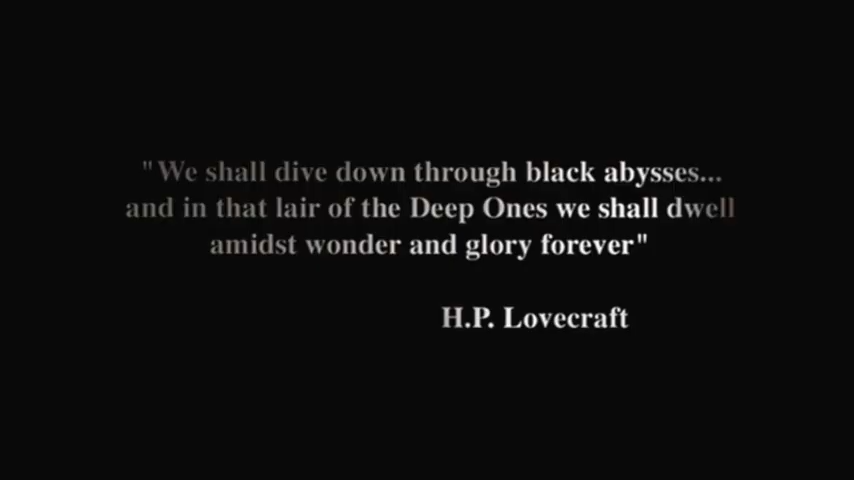 "We shall dive down through black abysses...
and in that lair of the Deep Ones we shall dwell
amidst wonder and glory forever"
H.P. Lovecraft